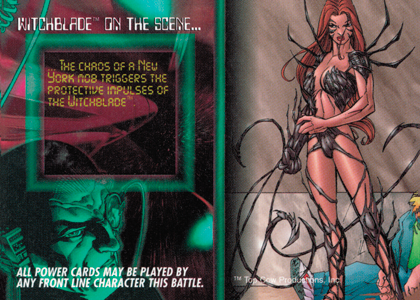 WITCHBLADE™ ON THE SCENE...
... THE CHAOS OF A NEW
YORK MOB TRIGGERS THE
PROTECTIVE IMPULSES OF
THE WITCHBLADE™
ALL POWER CARDS MAY BE PLAYED BY
ANY FRONT LINE CHARACTER THIS BATTLE.
™ Top Cow Productions, Inc.